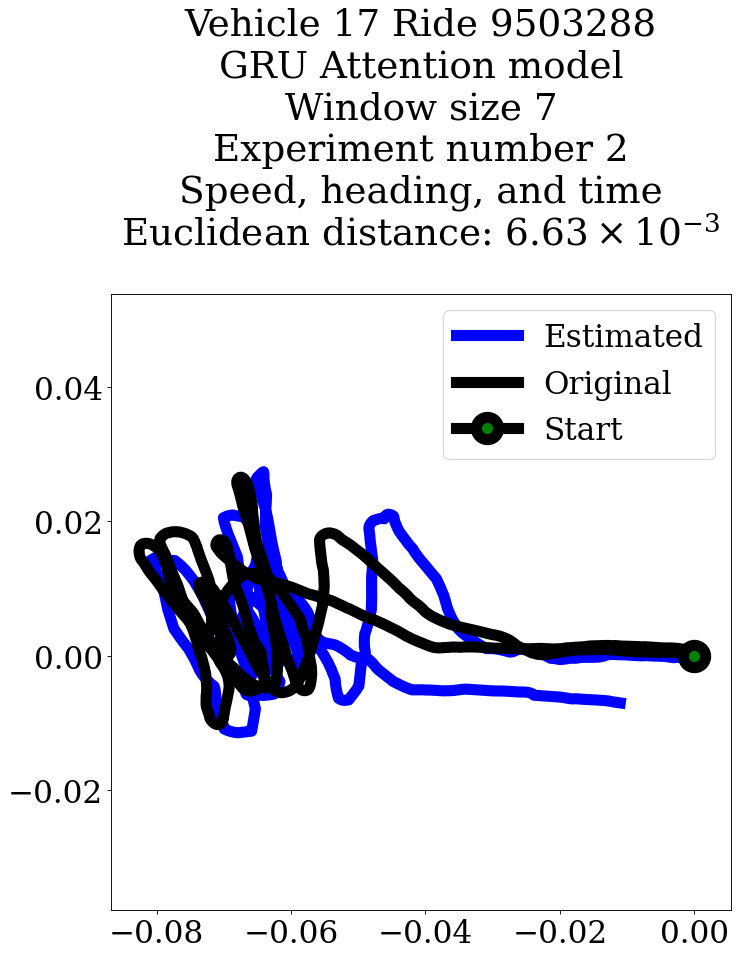 Vehicle 17 Ride 9503288
GRU Attention model
Window size 7
Experiment number 2
Speed, heading, and time
Euclidean distance: 6.63 × 10⁻³
Estimated
Original
Start
0.04
0.02
0.00
−0.02
−0.08 −0.06 −0.04 −0.02 0.00